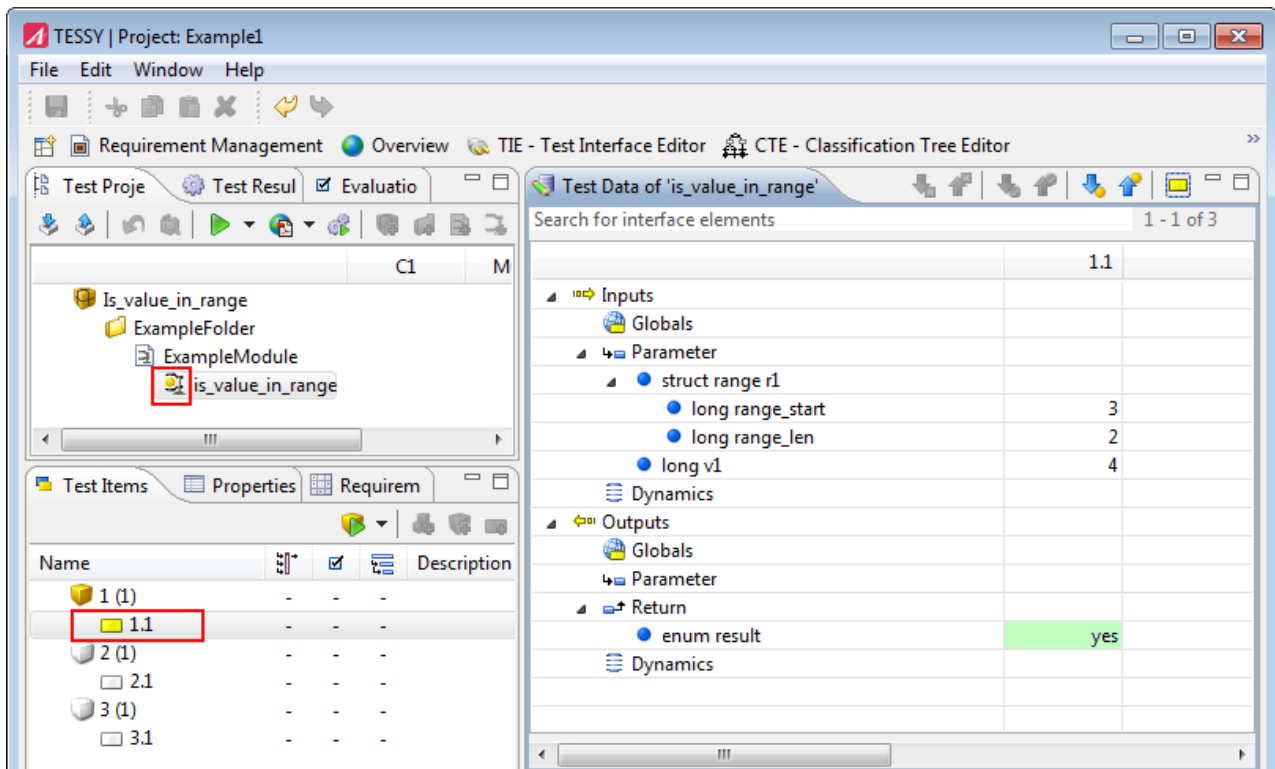 TESSY | Project: Example1
File Edit Window Help
Requirement Management Overview TIE - Test Interface Editor CTE - Classification Tree Editor
Test Proje Test Resul Evaluatio
C1 M
Is_value_in_range
ExampleFolder
ExampleModule
is_value_in_range
Test Items Properties Requirem
Name Description
1 (1) - - -
1.1 - - -
2 (1) - - -
2.1 - - -
3 (1) - - -
3.1 - - -
Test Data of 'is_value_in_range'
Search for interface elements 1 - 1 of 3
1.1
Inputs
Globals
Parameter
struct range r1
long range_start 3
long range_len 2
long v1 4
Dynamics
Outputs
Globals
Parameter
Return
enum result yes
Dynamics